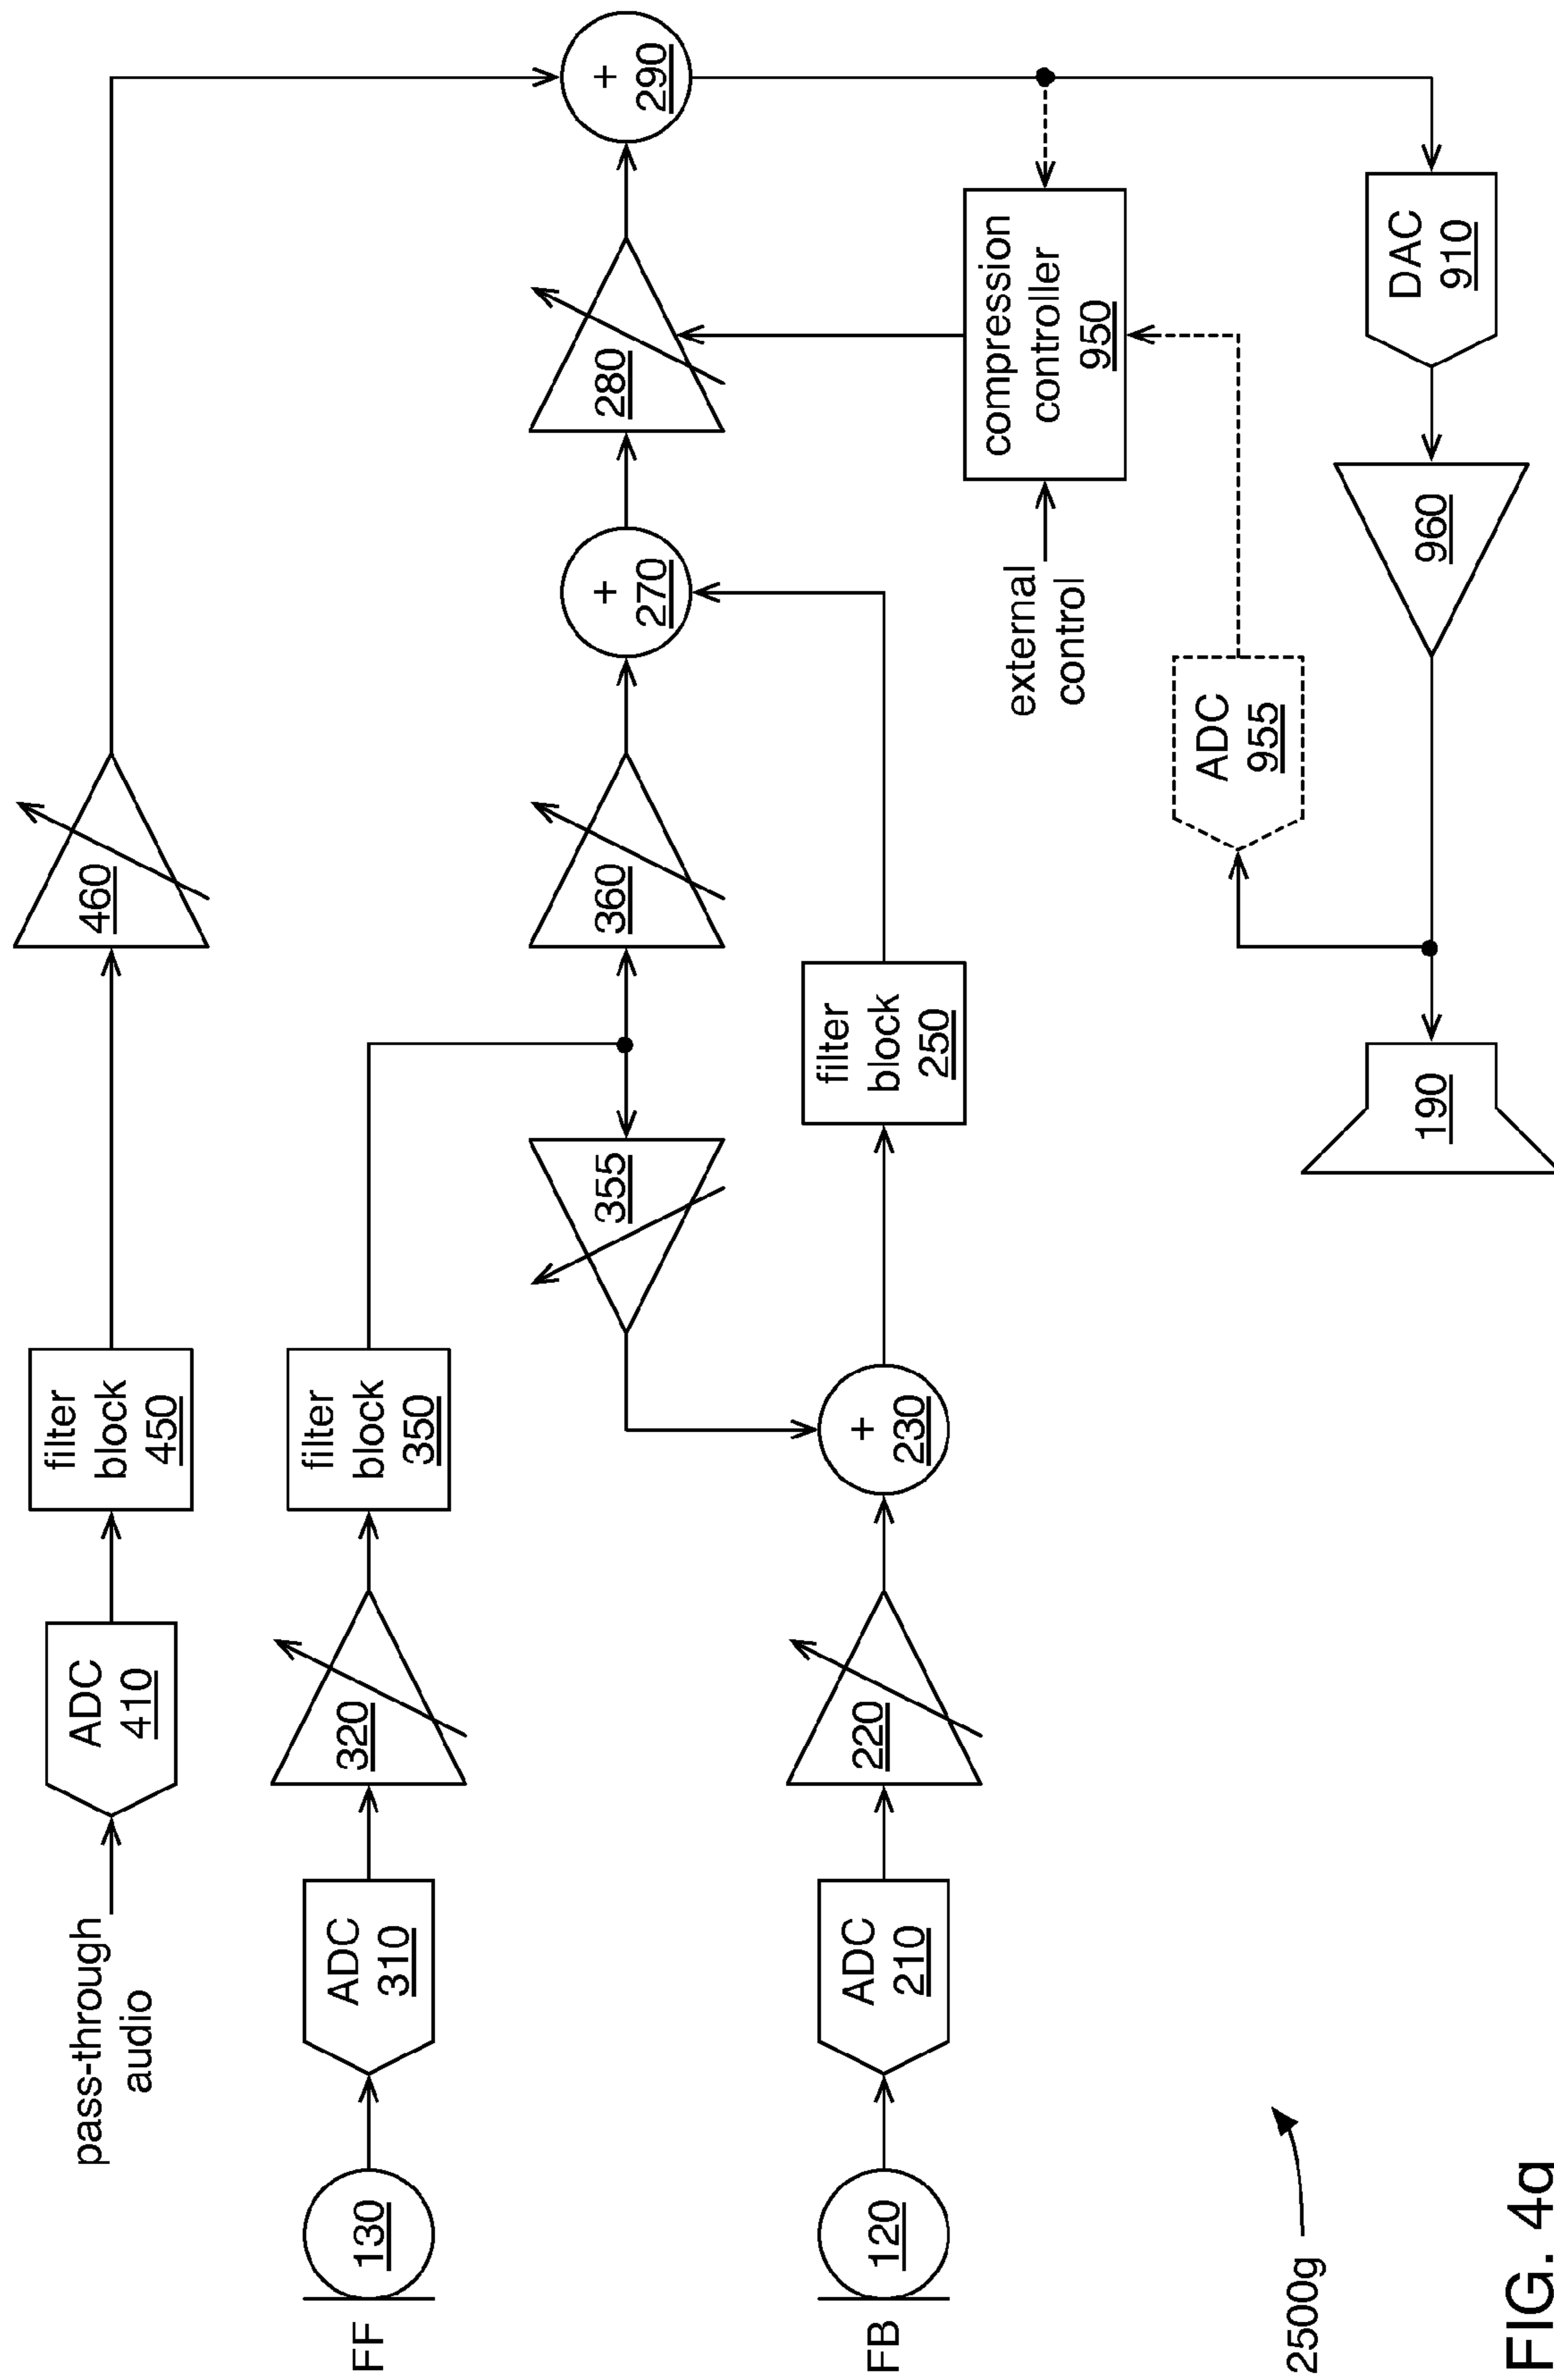 pass-through
audio
ADC
410
filter
block
450
460
FF
130
ADC
310
320
filter
block
350
355
360
+
270
280
+
290
FB
120
ADC
210
220
+
230
filter
block
250
external
control
compression
controller
950
ADC
955
190
960
DAC
910
2500g
FIG. 4a